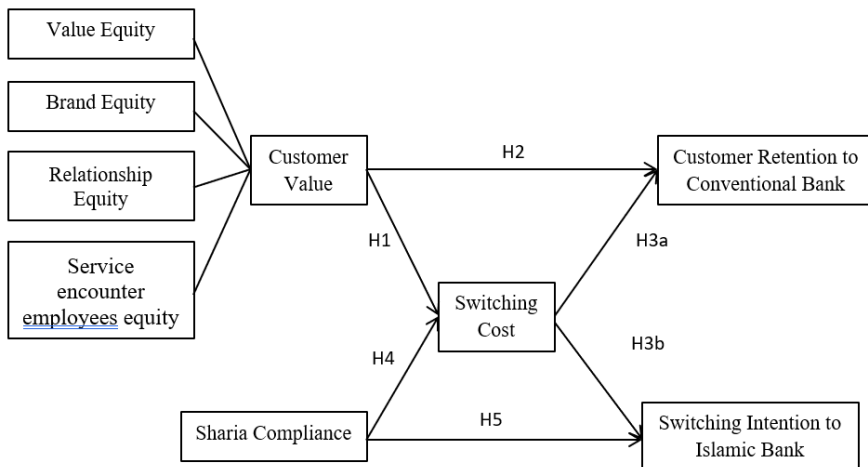 Value Equity
Brand Equity
Relationship
Equity
Service
encounter
employees equity
Customer
Value
H2
Customer Retention to
Conventional Bank
H1
H3a
Switching
Cost
H4
H3b
Sharia Compliance
H5
Switching Intention to
Islamic Bank